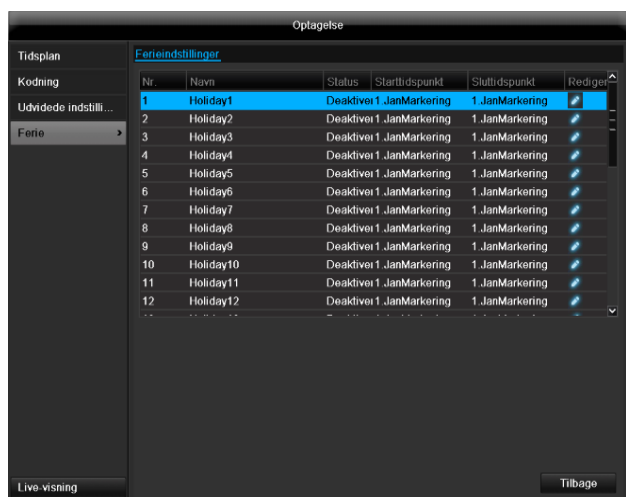 Optagelse
Tidsplan
Kodning
Udvidede indstilli...
Ferie
Live-visning
Ferieindstillinger
Nr. Navn Status Starttidspunkt Sluttidspunkt Rediger
1 Holiday1 Deaktiver 1.JanMarkering 1.JanMarkering
2 Holiday2 Deaktiver 1.JanMarkering 1.JanMarkering
3 Holiday3 Deaktiver 1.JanMarkering 1.JanMarkering
4 Holiday4 Deaktiver 1.JanMarkering 1.JanMarkering
5 Holiday5 Deaktiver 1.JanMarkering 1.JanMarkering
6 Holiday6 Deaktiver 1.JanMarkering 1.JanMarkering
7 Holiday7 Deaktiver 1.JanMarkering 1.JanMarkering
8 Holiday8 Deaktiver 1.JanMarkering 1.JanMarkering
9 Holiday9 Deaktiver 1.JanMarkering 1.JanMarkering
10 Holiday10 Deaktiver 1.JanMarkering 1.JanMarkering
11 Holiday11 Deaktiver 1.JanMarkering 1.JanMarkering
12 Holiday12 Deaktiver 1.JanMarkering 1.JanMarkering
Tilbage